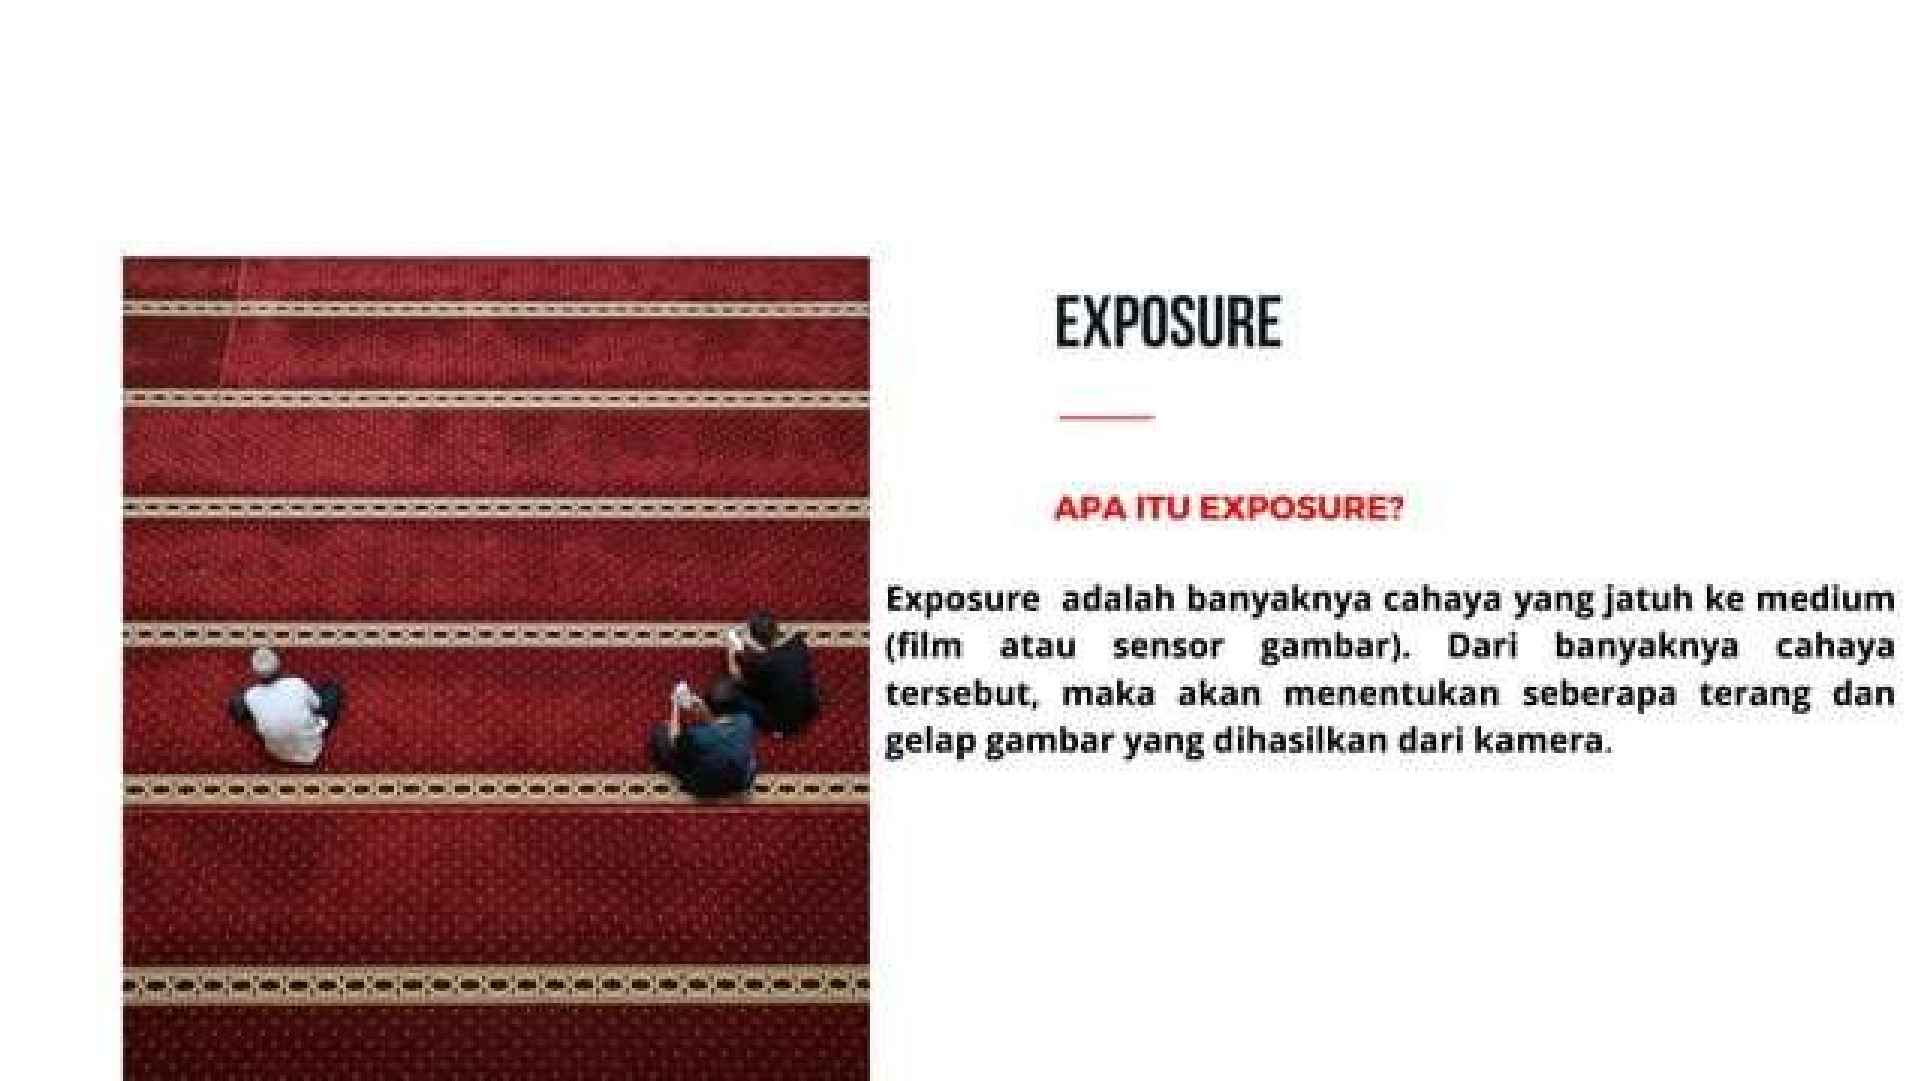 EXPOSURE
APA ITU EXPOSURE?
Exposure adalah banyaknya cahaya yang jatuh ke medium
(film atau sensor gambar). Dari banyaknya cahaya
tersebut, maka akan menentukan seberapa terang dan
gelap gambar yang dihasilkan dari kamera.